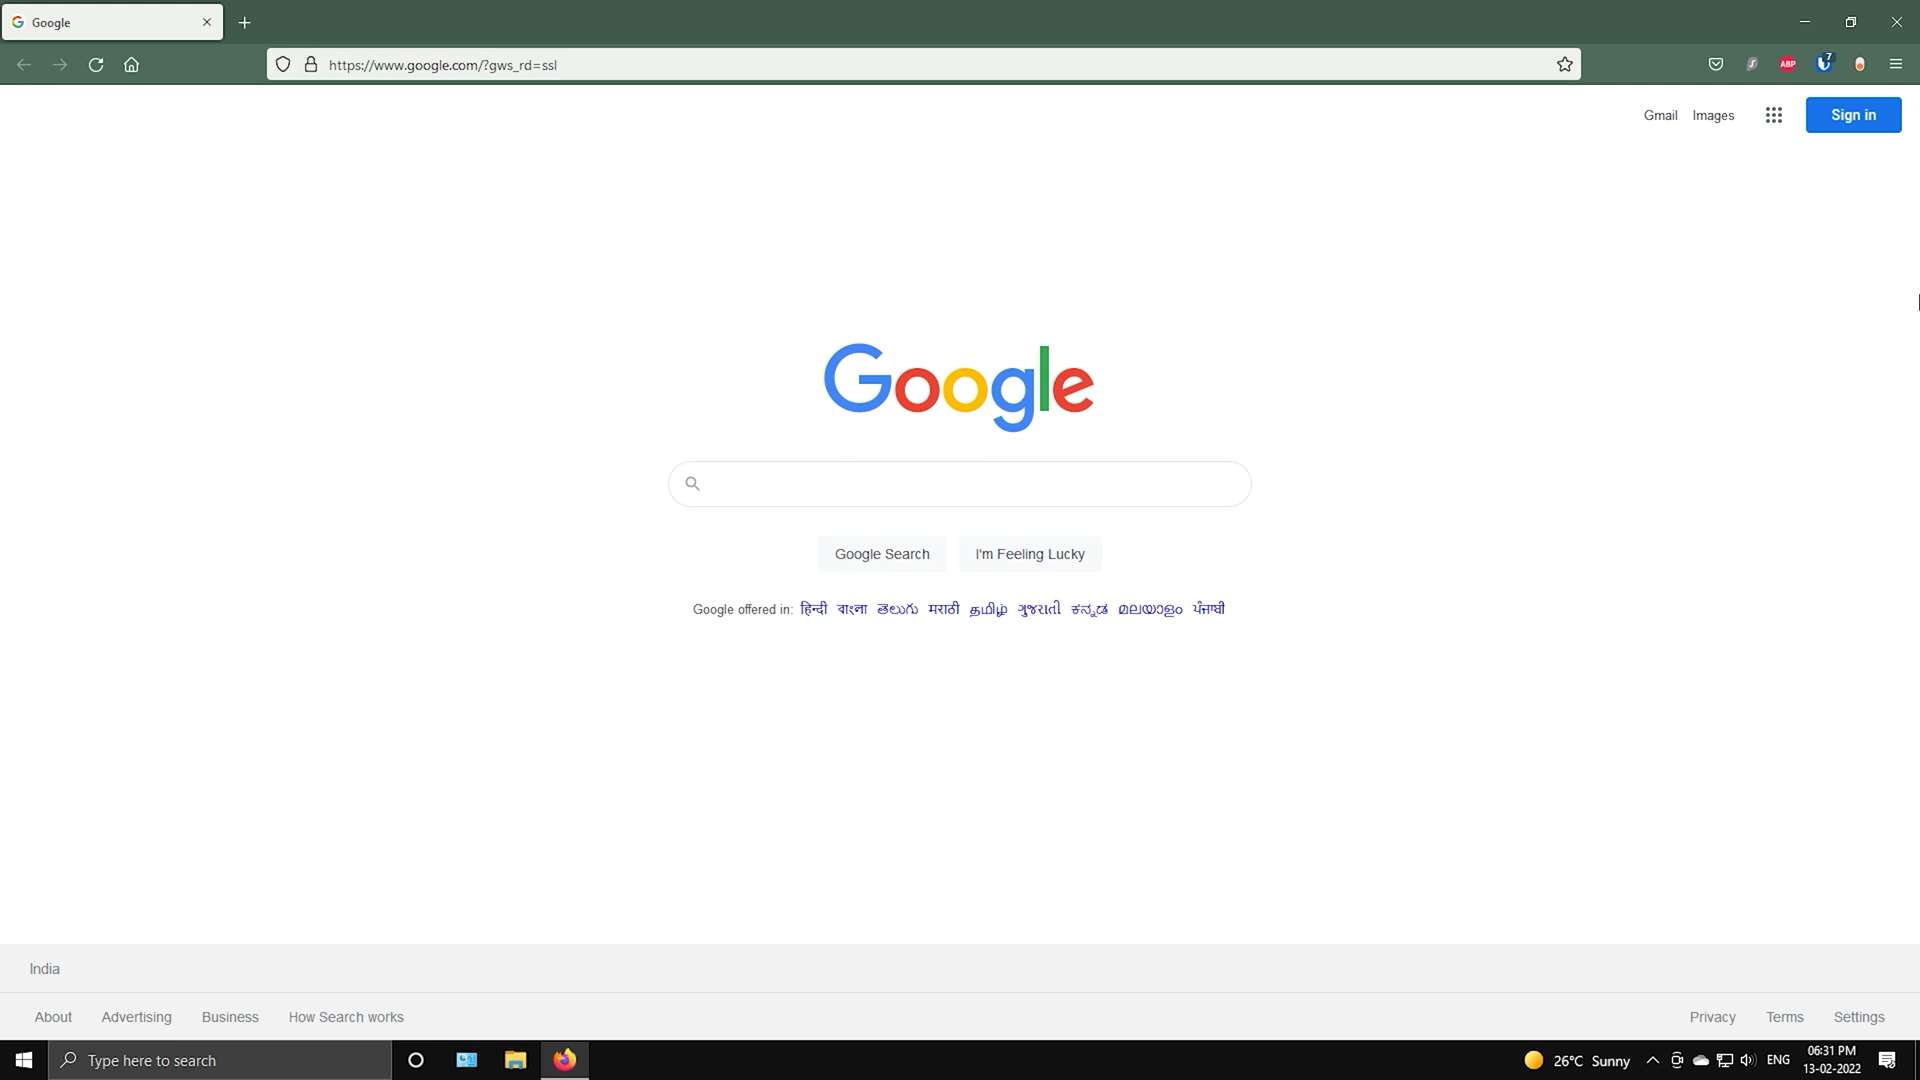 Google
https://www.google.com/?gws_rd=ssl
ABP
7
Gmail Images
Sign in
Google
Google Search I'm Feeling Lucky
Google offered in: हिन्दी বাংলা తెలుగు मराठी தமிழ் ગુજરાતી ಕನ್ನಡ മലയാളം ਪੰਜਾਬੀ
India
About Advertising Business How Search works Privacy Terms Settings
Type here to search
26°C Sunny
ENG
06:31 PM
13-02-2022